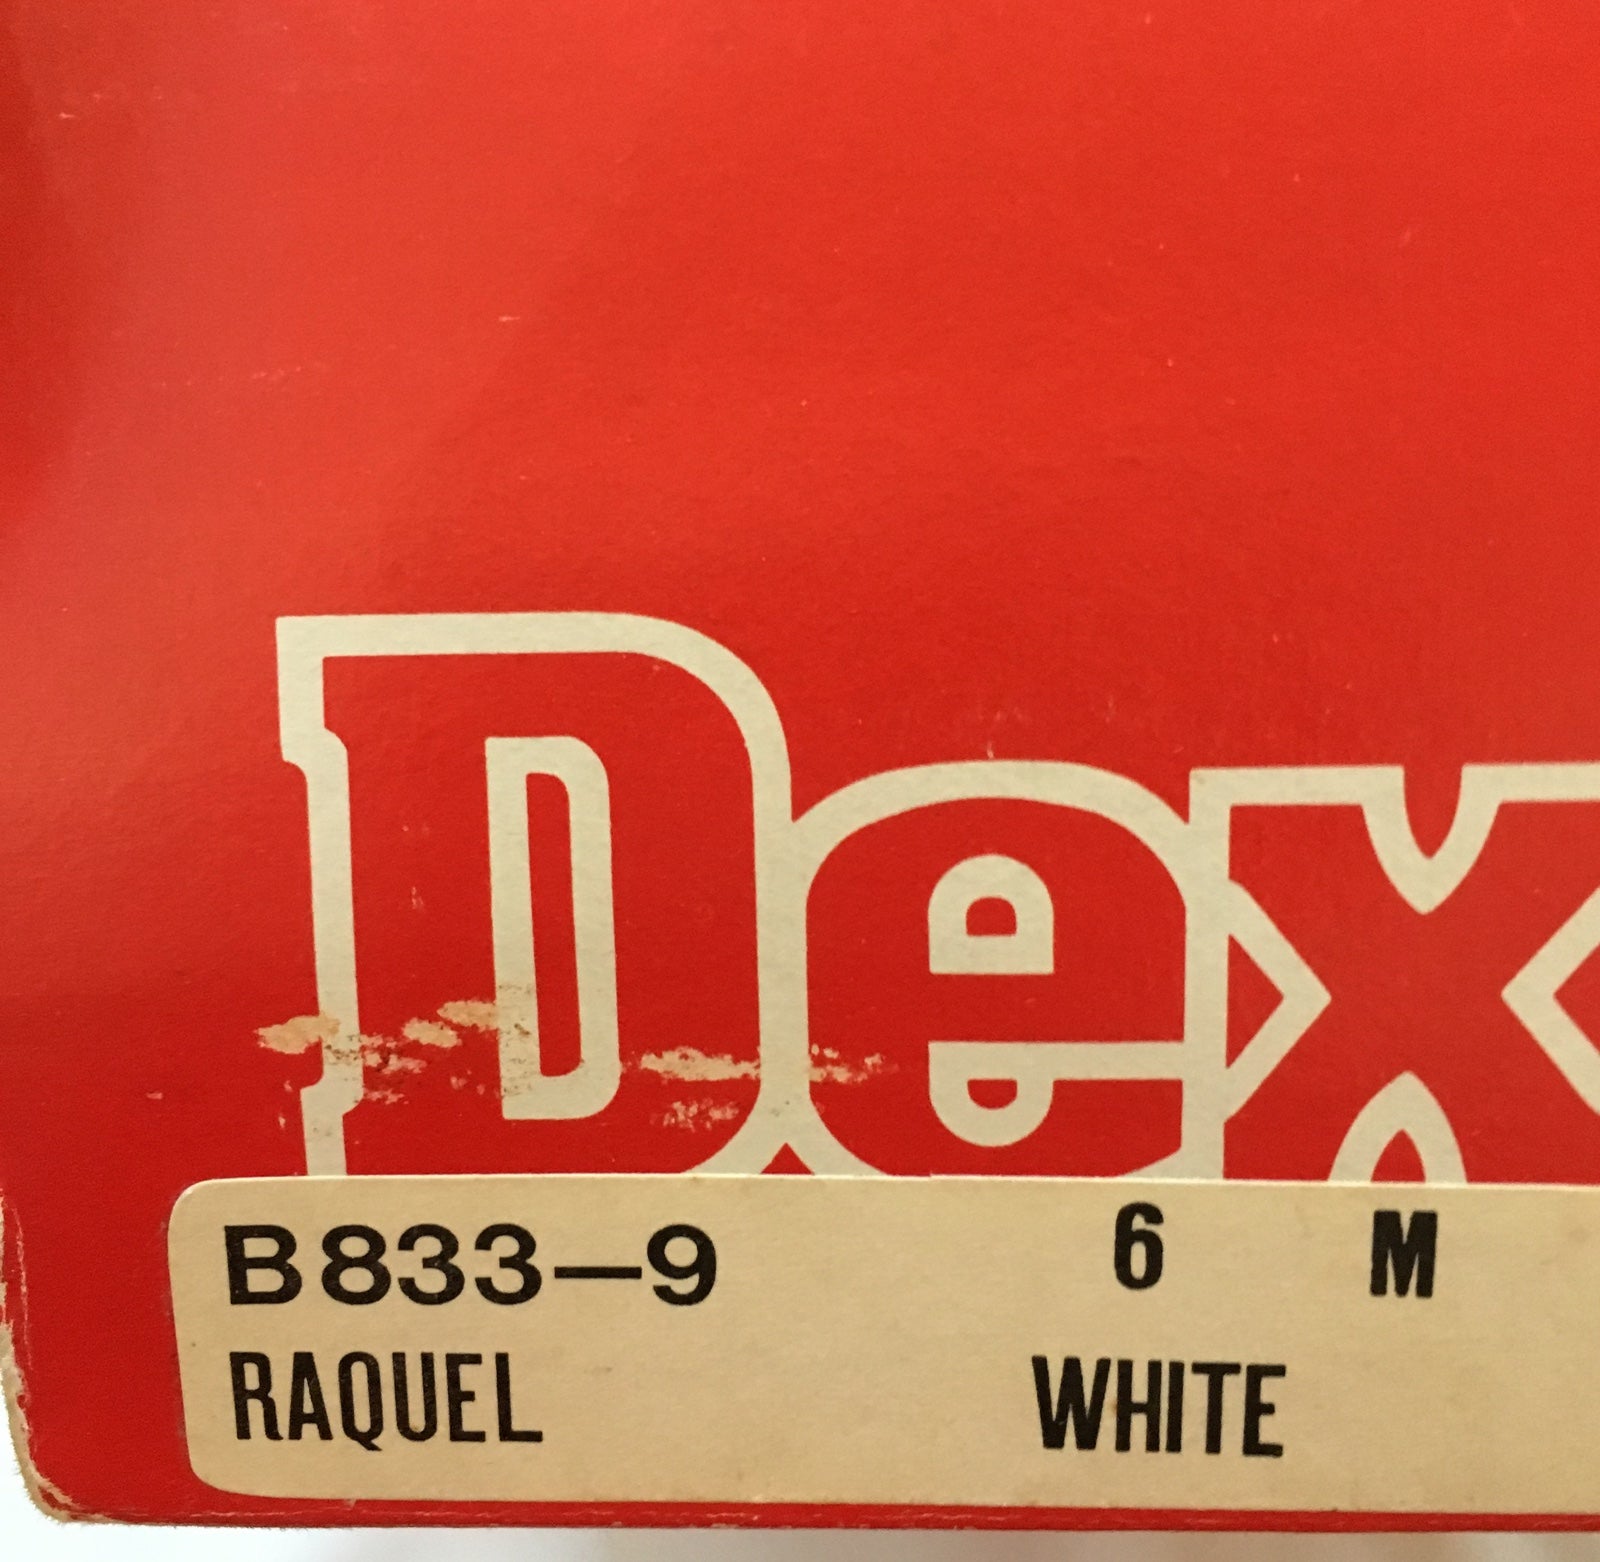 Dex
B833—9 6 M
RAQUEL WHITE